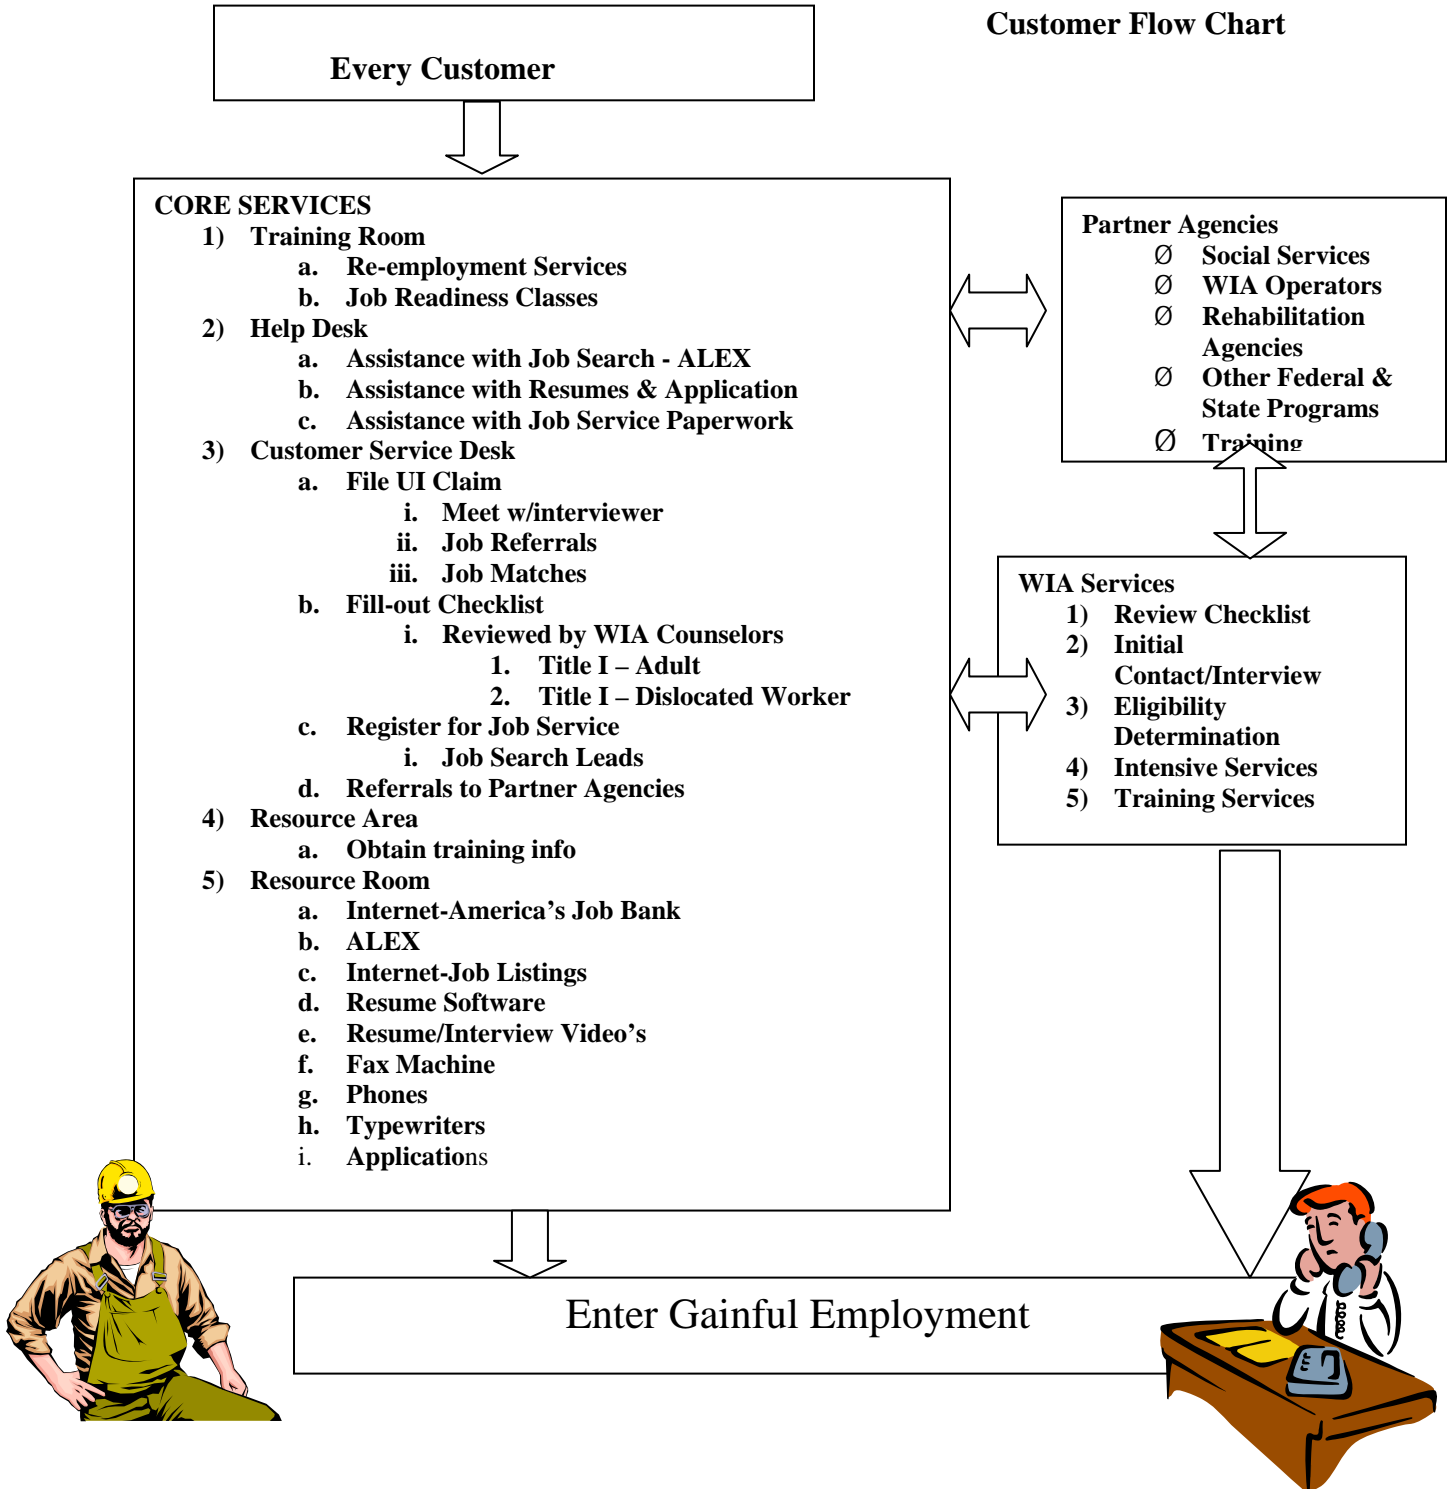 Customer Flow Chart
Every Customer
CORE SERVICES
1) Training Room
a. Re-employment Services
b. Job Readiness Classes
2) Help Desk
a. Assistance with Job Search - ALEX
b. Assistance with Resumes & Application
c. Assistance with Job Service Paperwork
3) Customer Service Desk
a. File UI Claim
i. Meet w/interviewer
ii. Job Referrals
iii. Job Matches
b. Fill-out Checklist
i. Reviewed by WIA Counselors
1. Title I – Adult
2. Title I – Dislocated Worker
c. Register for Job Service
i. Job Search Leads
d. Referrals to Partner Agencies
4) Resource Area
a. Obtain training info
5) Resource Room
a. Internet-America’s Job Bank
b. ALEX
c. Internet-Job Listings
d. Resume Software
e. Resume/Interview Video’s
f. Fax Machine
g. Phones
h. Typewriters
i. Applications
Partner Agencies
Ø Social Services
Ø WIA Operators
Ø Rehabilitation
Agencies
Ø Other Federal &
State Programs
Ø Training
WIA Services
1) Review Checklist
2) Initial
Contact/Interview
3) Eligibility
Determination
4) Intensive Services
5) Training Services
Enter Gainful Employment